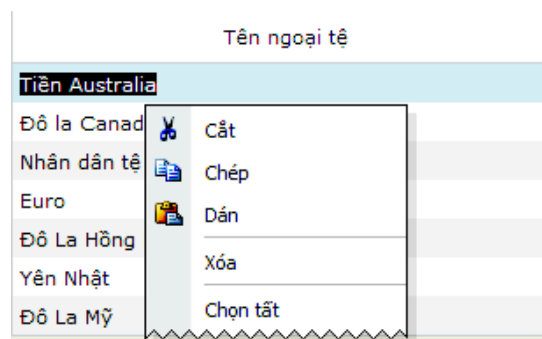 Tên ngoại tệ
Tiền Australia
Đô la Canad
Nhân dân tệ
Euro
Đô La Hồng
Yên Nhật
Đô La Mỹ
Cắt
Chép
Dán
Xóa
Chọn tất